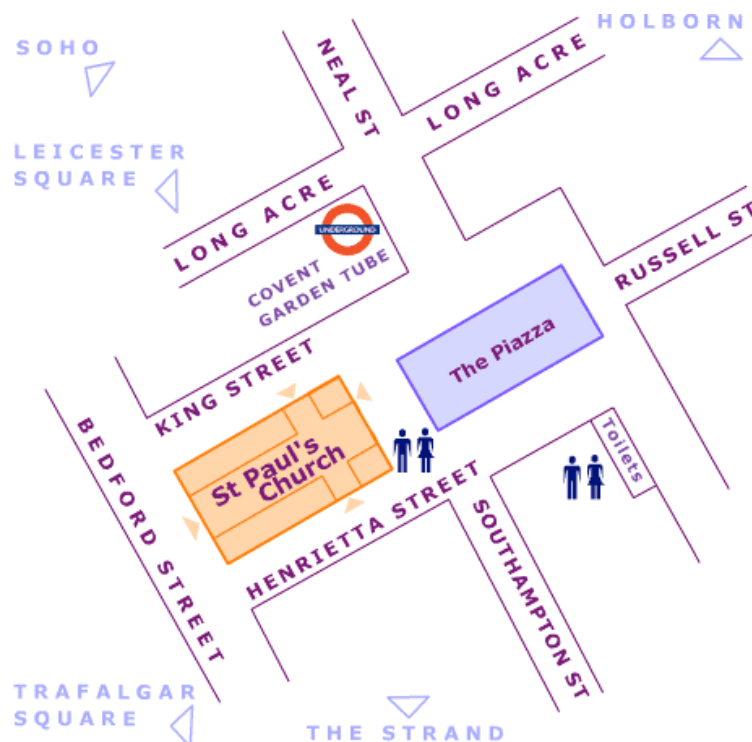 SOHO
HOLBORN
NEAL ST
LONG ACRE
LEICESTER
SQUARE
LONG ACRE
UNDERGROUND
COVENT
GARDEN TUBE
RUSSELL ST
The Piazza
KING STREET
St Paul's
Church
BEDFORD STREET
Toilets
HENRIETTA STREET
SOUTHAMPTON ST
TRAFALGAR
SQUARE
THE STRAND